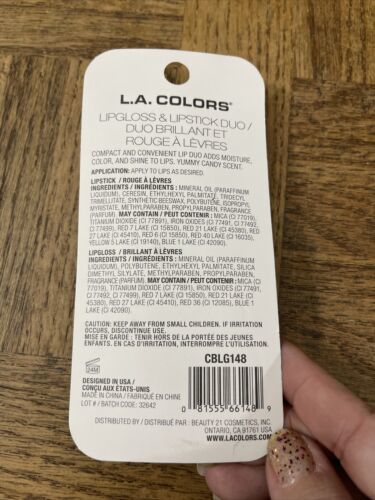 L.A. COLORS®
LIPGLOSS & LIPSTICK DUO /
DUO BRILLANT ET
ROUGE À LÈVRES
COMPACT AND CONVENIENT LIP DUO ADDS MOISTURE,
COLOR, AND SHINE TO LIPS. YUMMY CANDY SCENT.
APPLICATION: APPLY TO LIPS AS DESIRED.
LIPSTICK / ROUGE À LÈVRES
INGREDIENTS / INGRÉDIENTS : MINERAL OIL (PARAFFINUM
LIQUIDUM), CERESIN, ETHYLHEXYL PALMITATE, TRIDECYL
TRIMELLITATE, SYNTHETIC BEESWAX, POLYBUTENE, ISOPROPYL
MYRISTATE, METHYLPARABEN, PROPYLPARABEN, FRAGRANCE
(PARFUM) MAY CONTAIN / PEUT CONTENIR : MICA (CI 77019),
TITANIUM DIOXIDE (CI 77891), IRON OXIDES (CI 77491, CI 77492, CI
77499), RED 7 LAKE (CI 15850), RED 21 LAKE (CI 45380), RED
27 LAKE (CI 45410), RED 6 (CI 15850), RED 40 LAKE (CI 16035),
YELLOW 5 LAKE (CI 19140), BLUE 1 LAKE (CI 42090).
LIPGLOSS / BRILLANT À LÈVRES
INGREDIENTS / INGRÉDIENTS : MINERAL OIL (PARAFFINUM
LIQUIDUM), POLYBUTENE, ETHYLHEXYL PALMITATE, SILICA
DIMETHYL SILYLATE, METHYLPARABEN, PROPYLPARABEN,
FRAGRANCE (PARFUM) MAY CONTAIN / PEUT CONTENIR : MICA (CI
77019), TITANIUM DIOXIDE (CI 77891), IRON OXIDES (CI 77491,
CI 77492, CI 77499), RED 7 LAKE (CI 15850), RED
27 LAKE (CI 45410), RED 36 (CI 12085), BLUE 1
LAKE (CI 42090).
CAUTION: KEEP AWAY FROM SMALL CHILDREN. IF IRRITATION
OCCURS, DISCONTINUE USE.
MISE EN GARDE : TENIR HORS DE LA PORTÉE DES JEUNES
ENFANTS. EN CAS D'IRRITATION, INTERROMPRE L'UTILISATION.
24M
CBLG148
DESIGNED IN USA /
CONÇU AUX ÉTATS-UNIS
MADE IN CHINA / FABRIQUÉ EN CHINE
LOT # / BATCH CODE: 32642
0 81555 66148 9
DISTRIBUTED BY / DISTRIBUÉ PAR : BEAUTY 21 COSMETICS, INC.
ONTARIO, CA 91761 USA
WWW.LACOLORS.COM